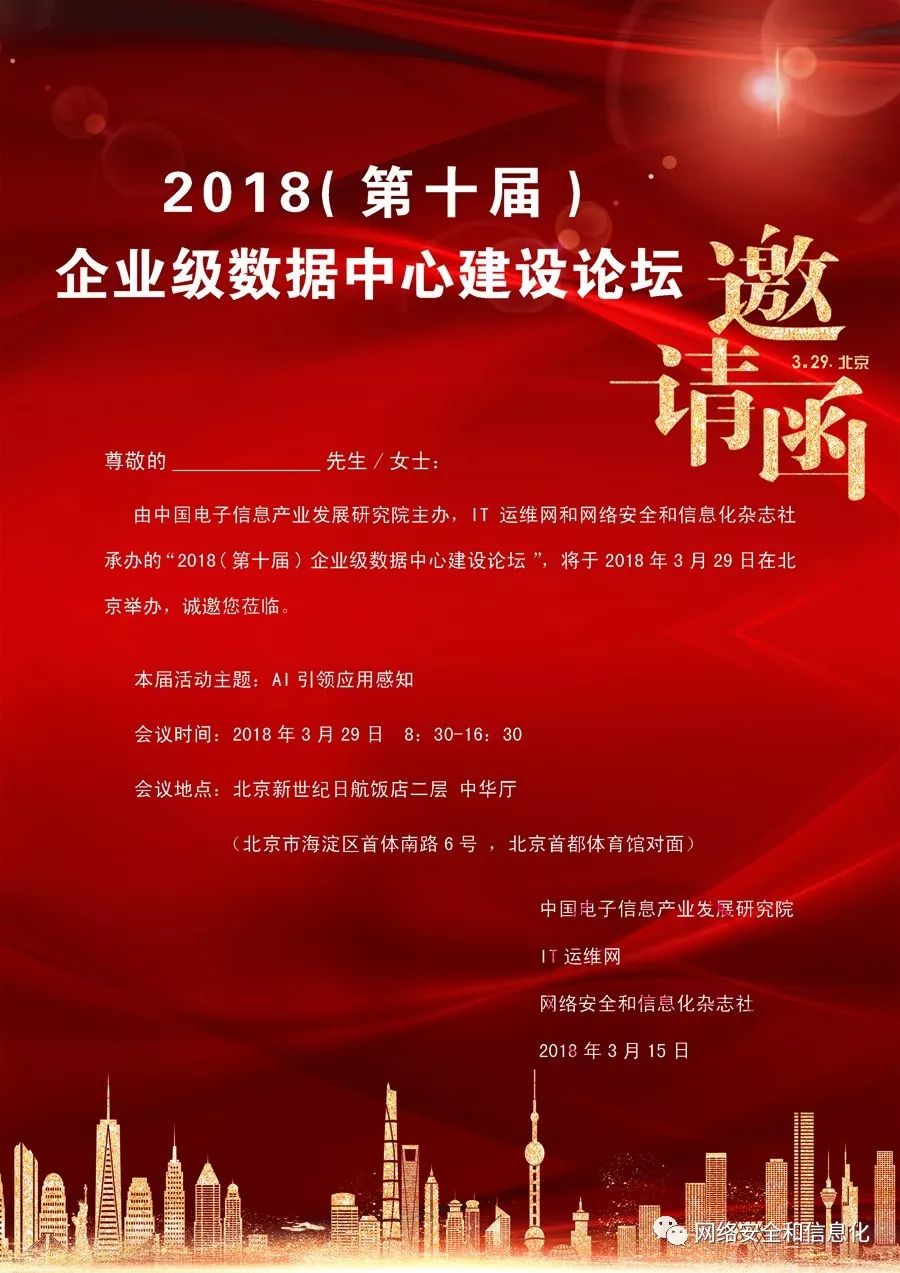 2018(第十届)
企业级数据中心建设论坛
邀
请函
3.29.北京
尊敬的 ______________ 先生/女士：
由中国电子信息产业发展研究院主办，IT 运维网和网络安全和信息化杂志社
承办的“2018(第十届)企业级数据中心建设论坛”，将于 2018 年 3 月 29 日在北
京举办，诚邀您莅临。
本届活动主题：AI 引领应用感知
会议时间：2018 年 3 月 29 日 8：30-16：30
会议地点：北京新世纪日航饭店二层 中华厅
（北京市海淀区首体南路 6 号 ，北京首都体育馆对面）
中国电子信息产业发展研究院
IT 运维网
网络安全和信息化杂志社
2018 年 3 月 15 日
网络安全和信息化